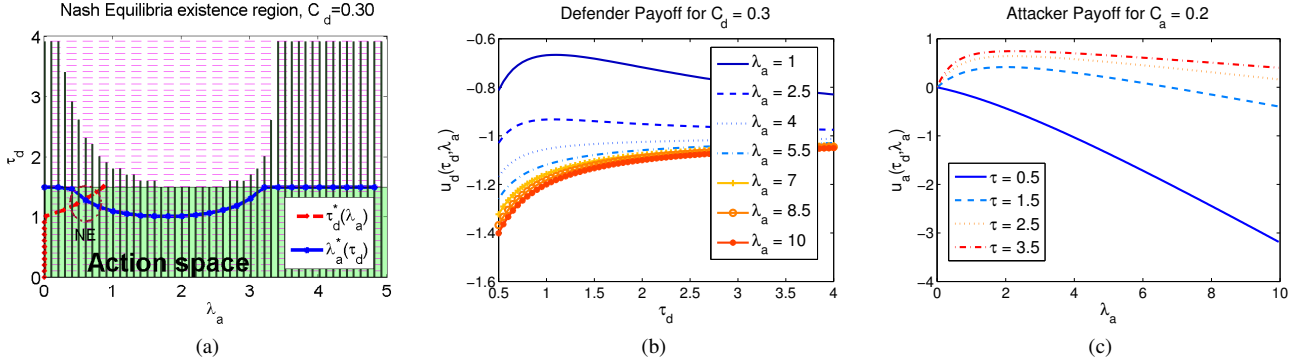 Nash Equilibria existence region, C_d=0.30
τ_d
4
3
2
1
0
0 1 2 3 4 5
λ_a
NE
Action space
τ_d^*(λ_a)
λ_a^*(τ_d)
(a)
Defender Payoff for C_d = 0.3
u_d(τ_d,λ_a)
−0.6
−0.8
−1.0
−1.2
−1.4
−1.6
0.5 1 1.5 2 2.5 3 3.5 4
τ_d
λ_a = 1
λ_a = 2.5
λ_a = 4
λ_a = 5.5
λ_a = 7
λ_a = 8.5
λ_a = 10
(b)
Attacker Payoff for C_a = 0.2
u_a(τ_d,λ_a)
1
0
−1
−2
−3
−4
0 2 4 6 8 10
λ_a
τ = 0.5
τ = 1.5
τ = 2.5
τ = 3.5
(c)